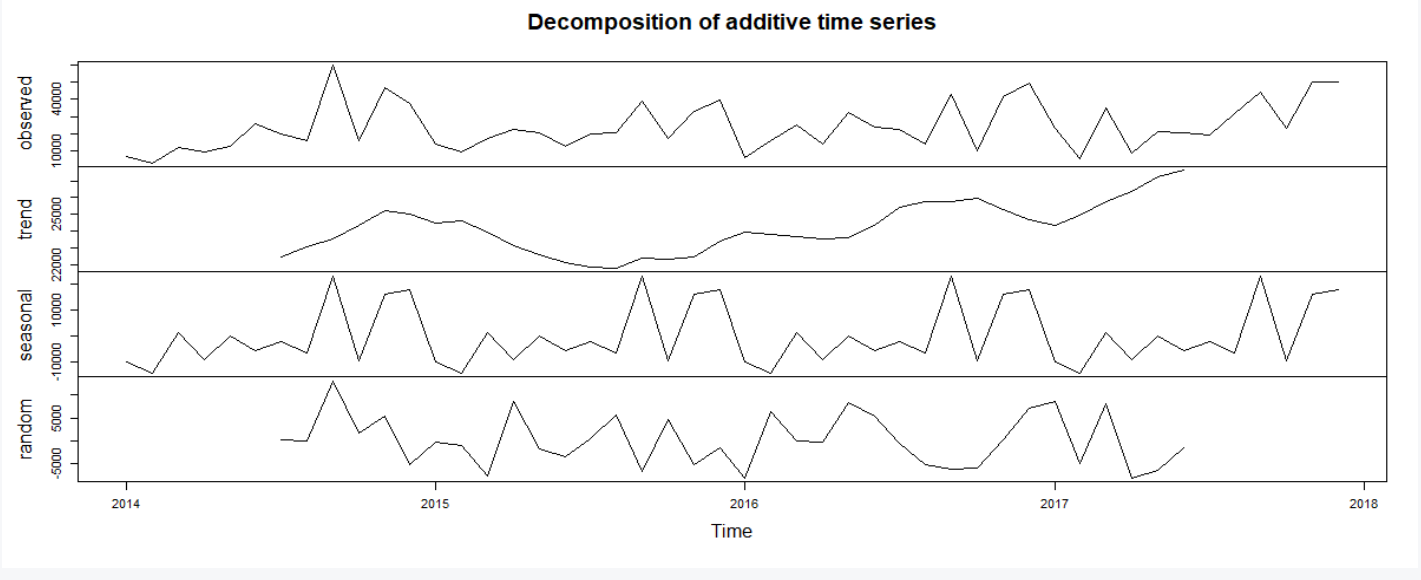 Decomposition of additive time series
observed
10000 40000
trend
22000 25000
seasonal
-10000 10000
random
-5000 5000
2014 2015 2016 2017 2018
Time